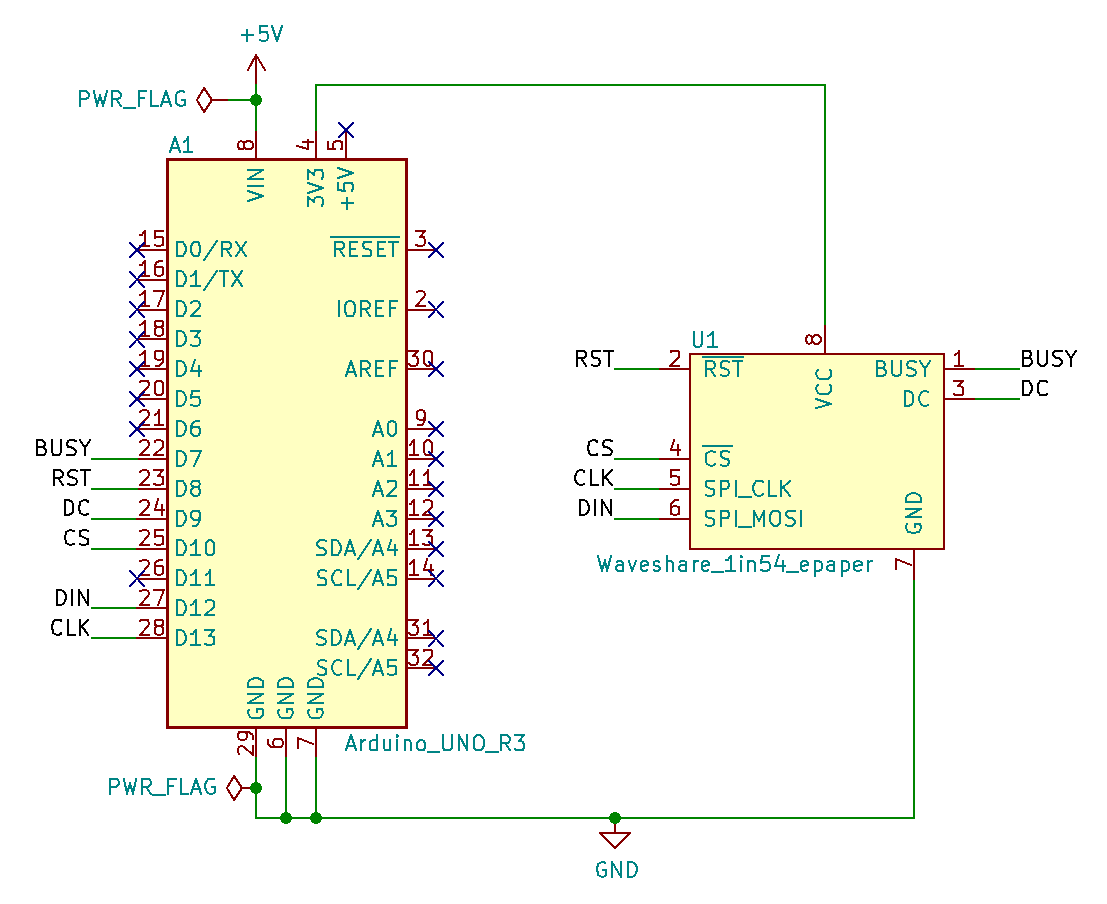 +5V
PWR_FLAG
A1
8
4
5
VIN
3V3
+5V
15 D0/RX
RESET 3
16 D1/TX
17 D2
IOREF 2
18 D3
19 D4
AREF 30
20 D5
21 D6
A0 9
BUSY 22 D7
A1 10
RST 23 D8
A2 11
DC 24 D9
A3 12
CS 25 D10
SDA/A4 13
26 D11
SCL/A5 14
DIN 27 D12
CLK 28 D13
SDA/A4 31
SCL/A5 32
GND
GND
GND
29
6
7
Arduino_UNO_R3
PWR_FLAG
U1
8
VCC
RST 2 RST
BUSY 1 BUSY
DC 3 DC
CS 4 CS
CLK 5 SPI_CLK
DIN 6 SPI_MOSI
GND
7
Waveshare_1in54_epaper
GND